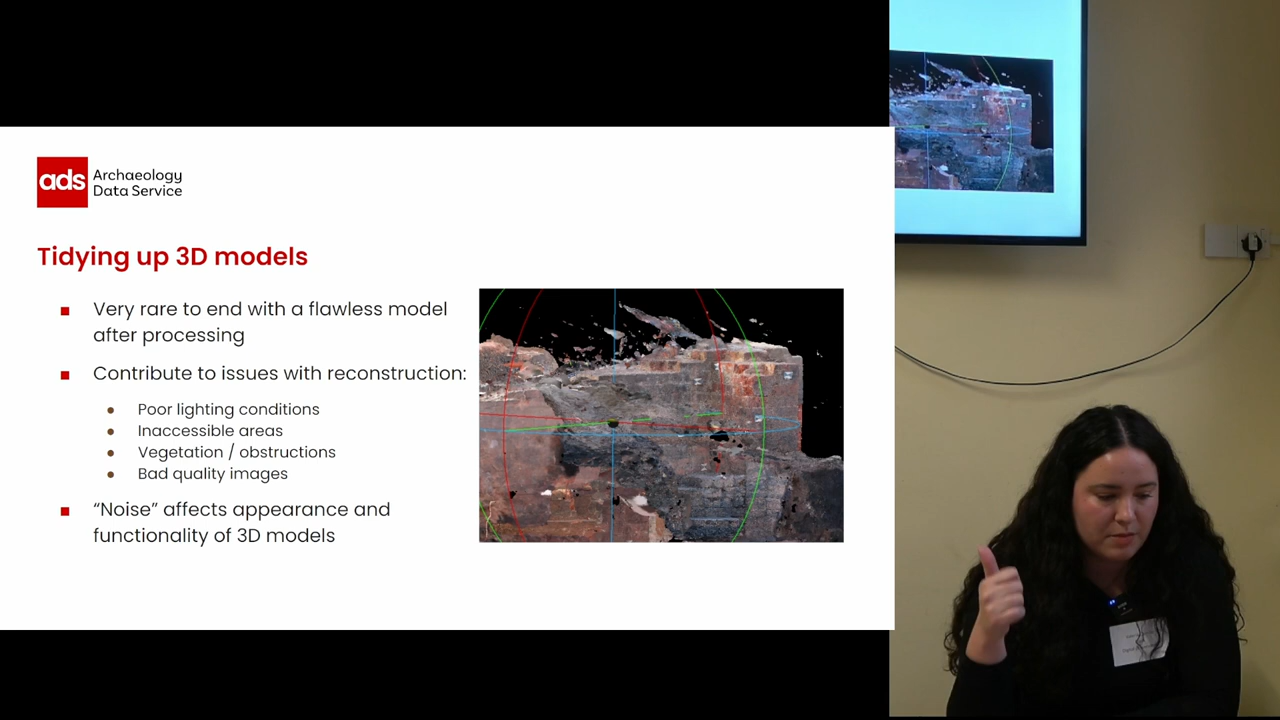 ads Archaeology
Data Service
Tidying up 3D models
Very rare to end with a flawless model
after processing
Contribute to issues with reconstruction:
Poor lighting conditions
Inaccessible areas
Vegetation / obstructions
Bad quality images
“Noise” affects appearance and
functionality of 3D models